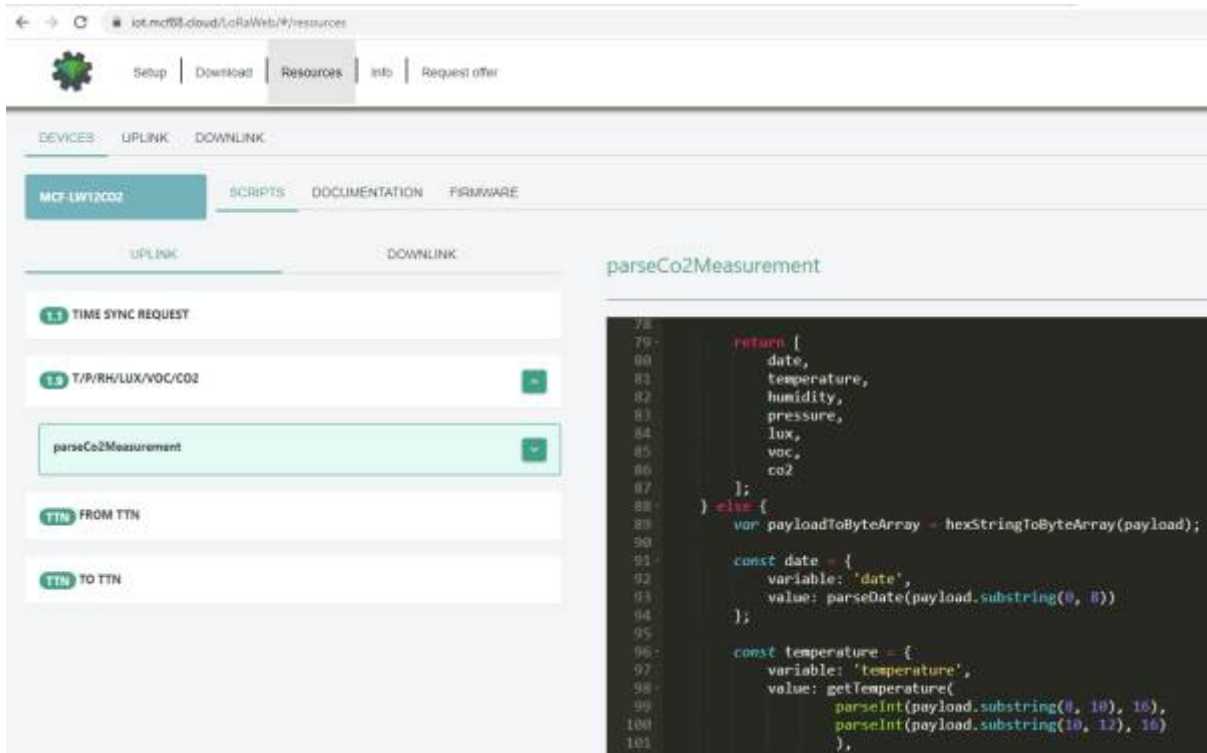 iot.mcf88.cloud/LoRaWeb/#/resources
Setup | Download | Resources | Info | Request offer
DEVICES UPLINK DOWNLINK
MCF-LW12CO2 SCRIPTS DOCUMENTATION FIRMWARE
UPLINK DOWNLINK
1.1 TIME SYNC REQUEST
1.9 T/P/RH/LUX/VOC/CO2
parseCo2Measurement
TTN FROM TTN
TTN TO TTN
parseCo2Measurement
78
79 return [
80 date,
81 temperature,
82 humidity,
83 pressure,
84 lux,
85 voc,
86 co2
87 ];
88 } else {
89 var payloadToByteArray = hexStringToByteArray(payload);
90
91 const date = {
92 variable: 'date',
93 value: parseDate(payload.substring(0, 8))
94 };
95
96 const temperature = {
97 variable: 'temperature',
98 value: getTemperature(
99 parseInt(payload.substring(8, 10), 16),
100 parseInt(payload.substring(10, 12), 16)
101 ),